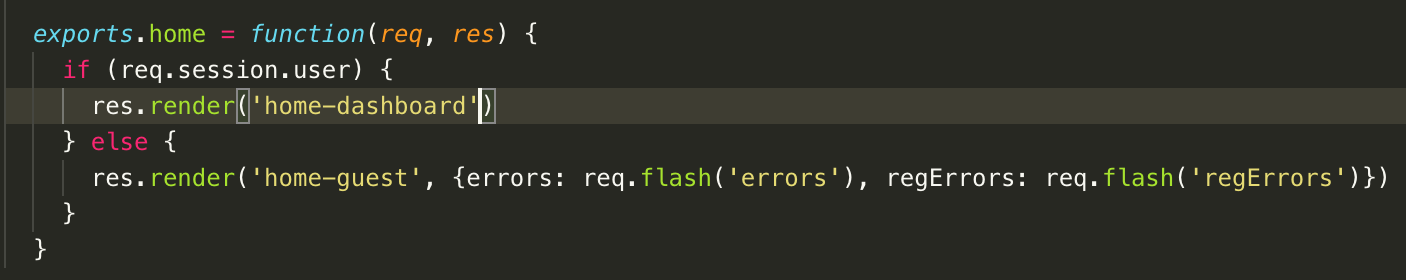 exports.home = function(req, res) {
  if (req.session.user) {
    res.render('home-dashboard')
  } else {
    res.render('home-guest', {errors: req.flash('errors'), regErrors: req.flash('regErrors')})
  }
}